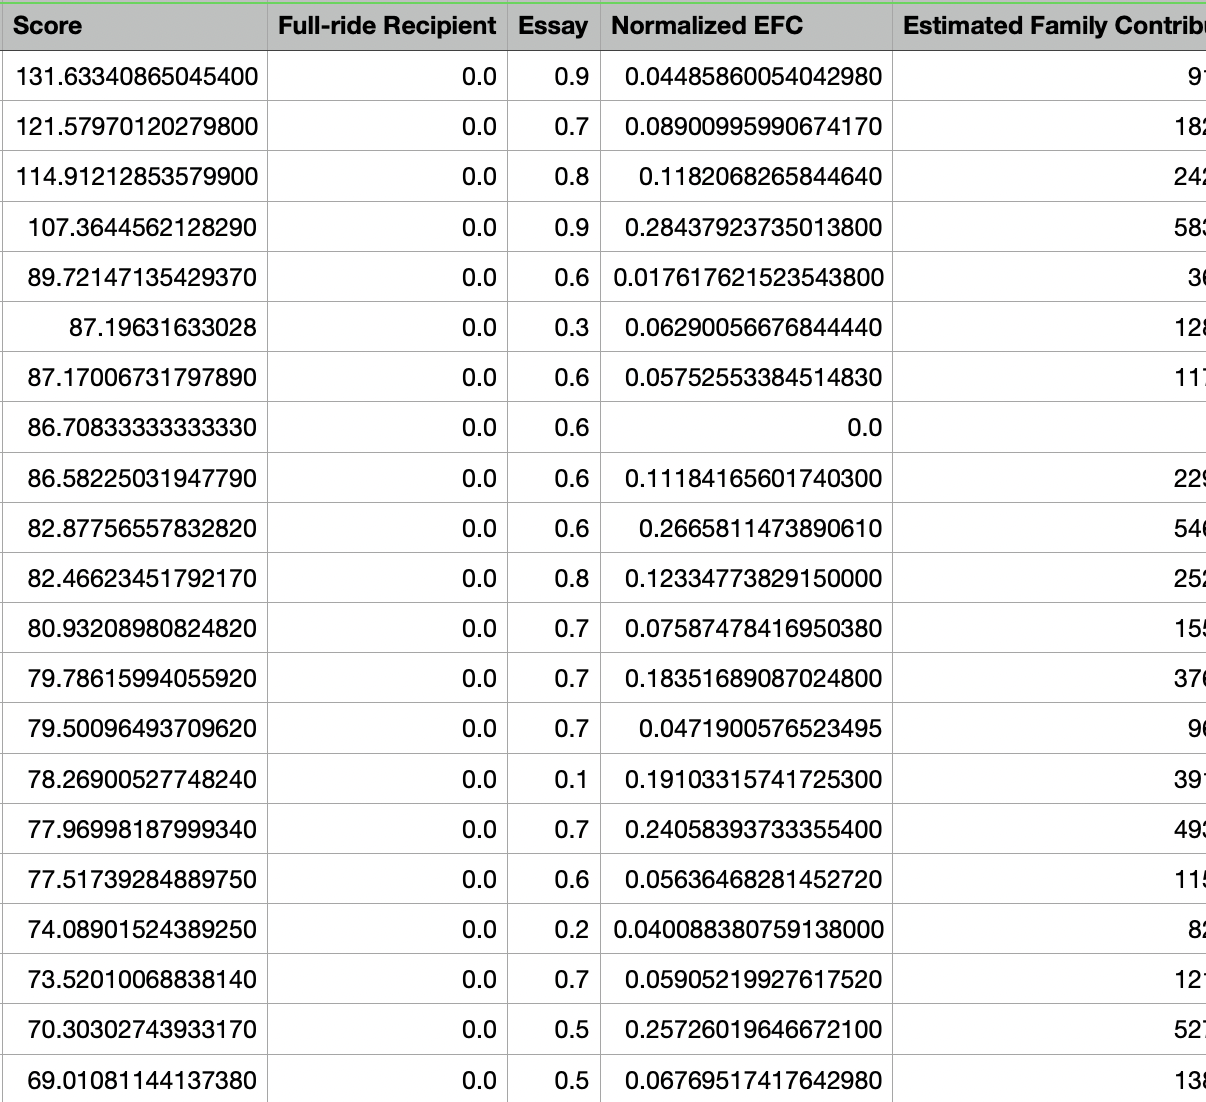 Score Full-ride Recipient Essay Normalized EFC Estimated Family
131.63340865045400 0.0 0.9 0.04485860054042980
121.57970120279800 0.0 0.7 0.08900995990674170
114.91212853579900 0.0 0.8 0.1182068265844640
107.3644562128290 0.0 0.9 0.28437923735013800
89.72147135429370 0.0 0.6 0.017617621523543800
87.19631633028 0.0 0.3 0.06290056676844440
87.17006731797890 0.0 0.6 0.05752553384514830
86.70833333333330 0.0 0.6 0.0
86.58225031947790 0.0 0.6 0.11184165601740300
82.87756557832820 0.0 0.6 0.2665811473890610
82.46623451792170 0.0 0.8 0.12334773829150000
80.93208980824820 0.0 0.7 0.07587478416950380
79.78615994055920 0.0 0.7 0.18351689087024800
79.50096493709620 0.0 0.7 0.0471900576523495
78.26900527748240 0.0 0.1 0.19103315741725300
77.96998187999340 0.0 0.7 0.24058393733355400
77.51739284889750 0.0 0.6 0.05636468281452720
74.08901524389250 0.0 0.2 0.040088380759138000
73.52010068838140 0.0 0.7 0.05905219927617520
70.30302743933170 0.0 0.5 0.25726019646672100
69.01081144137380 0.0 0.5 0.06769517417642980